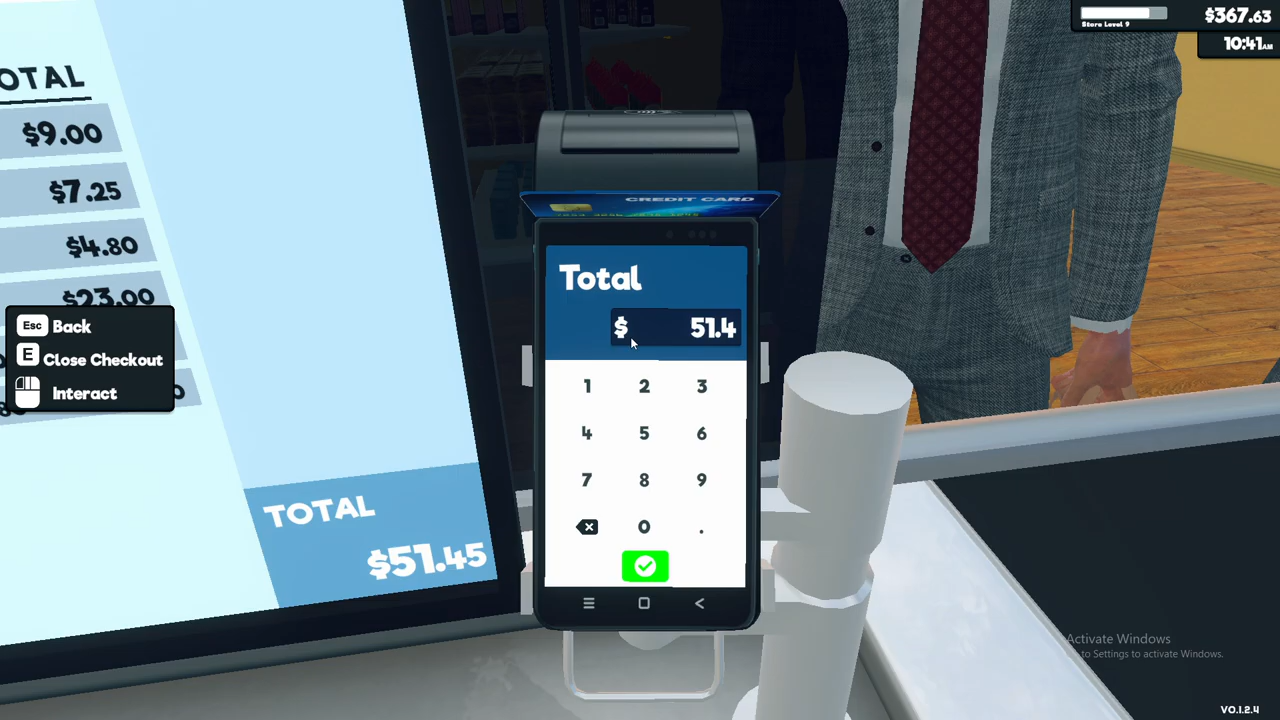 $367.63
Store Level 9
10:41AM
OTAL
$9.00
$7.25
$4.80
$23.00
Esc Back
E Close Checkout
Interact
TOTAL
$51.45
CREDIT CARD
Total
$ 51.4
1 2 3
4 5 6
7 8 9
0 .
Activate Windows
to Settings to activate Windows.
V0.1.2.4